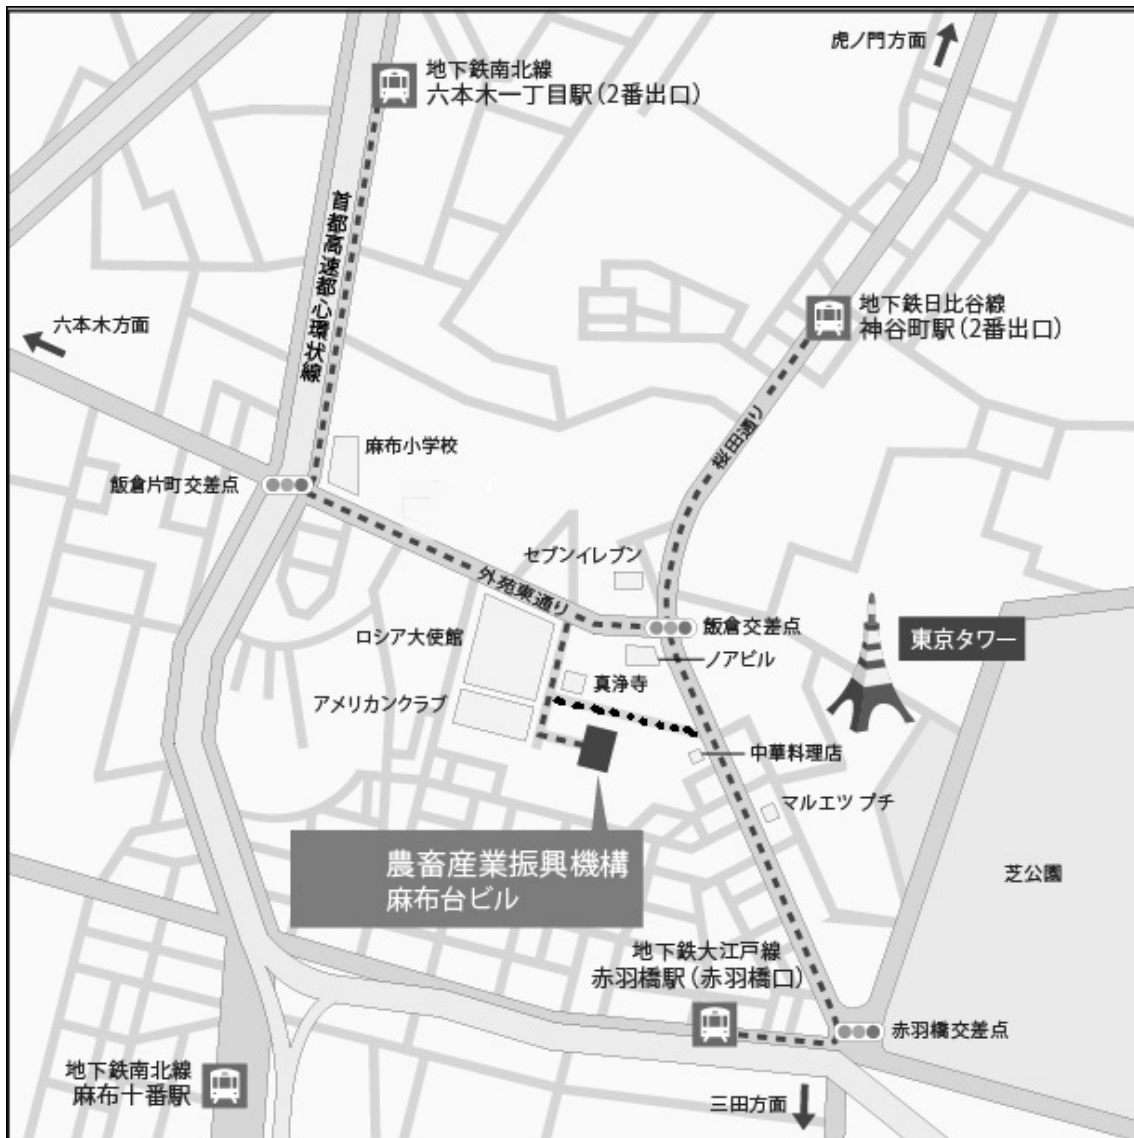 虎ノ門方面
地下鉄南北線
六本木一丁目駅（2番出口）
首都高速都心環状線
六本木方面
地下鉄日比谷線
神谷町駅（2番出口）
桜田通り
麻布小学校
飯倉片町交差点
セブンイレブン
外苑東通り
飯倉交差点
ロシア大使館
東京タワー
ノアビル
真浄寺
アメリカンクラブ
中華料理店
マルエツ プチ
農畜産業振興機構
麻布台ビル
芝公園
地下鉄大江戸線
赤羽橋駅（赤羽橋口）
赤羽橋交差点
地下鉄南北線
麻布十番駅
三田方面